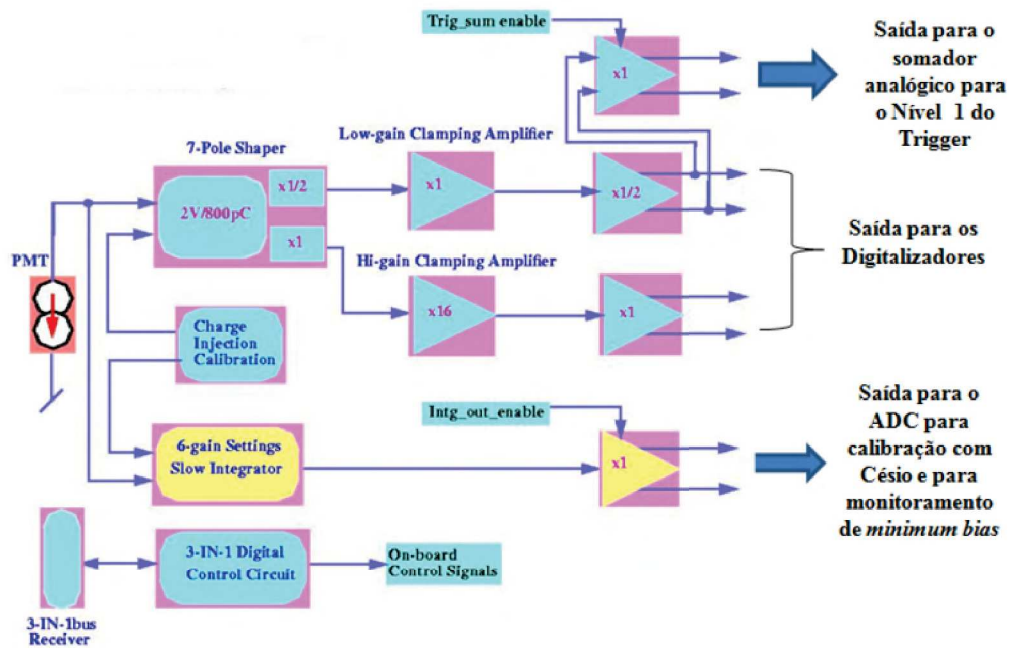 Trig_sum enable
x1
Saída para o
somador
analógico para
o Nível 1 do
Trigger
Low-gain Clamping Amplifier
7-Pole Shaper
x1/2
2V/800pC
x1
x1
x1/2
PMT
Hi-gain Clamping Amplifier
x16
x1
Saída para os
Digitalizadores
Charge
Injection
Calibration
Intg_out_enable
6-gain Settings
Slow Integrator
x1
Saída para o
ADC para
calibração com
Césio e para
monitoramento
de minimum bias
3-IN-1 Digital
Control Circuit
On-board
Control Signals
3-IN-1bus
Receiver